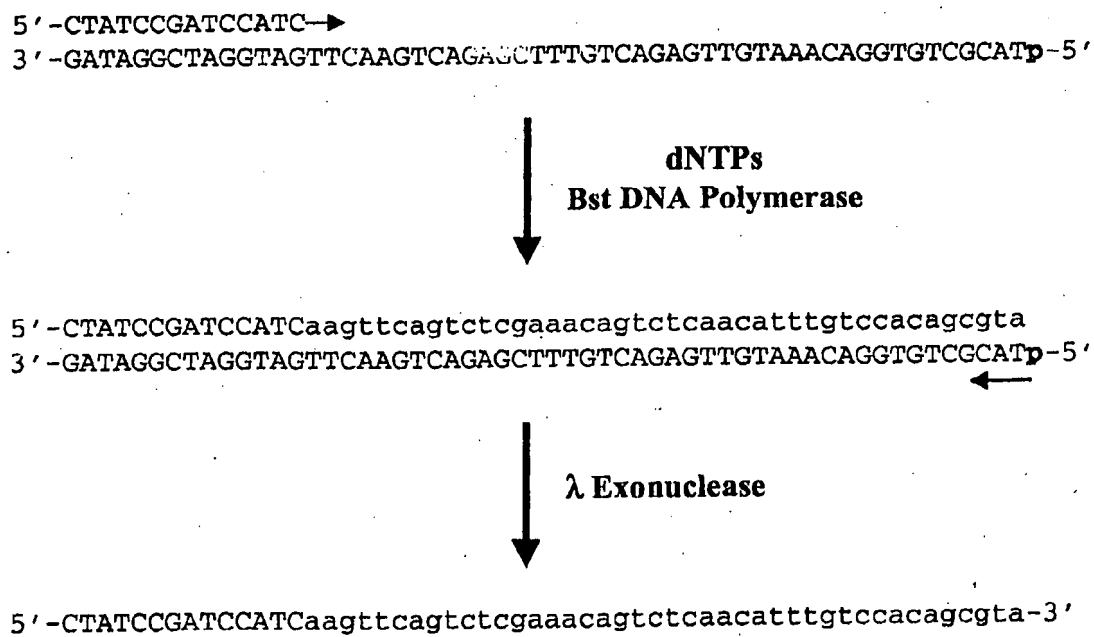 5'-CTATCCGATCCATC
3'-GATAGGCTAGGTAGTTCAAGTCAGAGCTTTGTCAGAGTTGTAAACAGGTGTCGCATp-5'
dNTPs
Bst DNA Polymerase
5'-CTATCCGATCCATCaagttcagtctcgaaacagtctcaacatttgtccacagcgta
3'-GATAGGCTAGGTAGTTCAAGTCAGAGCTTTGTCAGAGTTGTAAACAGGTGTCGCATp-5'
λ Exonuclease
5'-CTATCCGATCCATCaagttcagtctcgaaacagtctcaacatttgtccacagcgta-3'